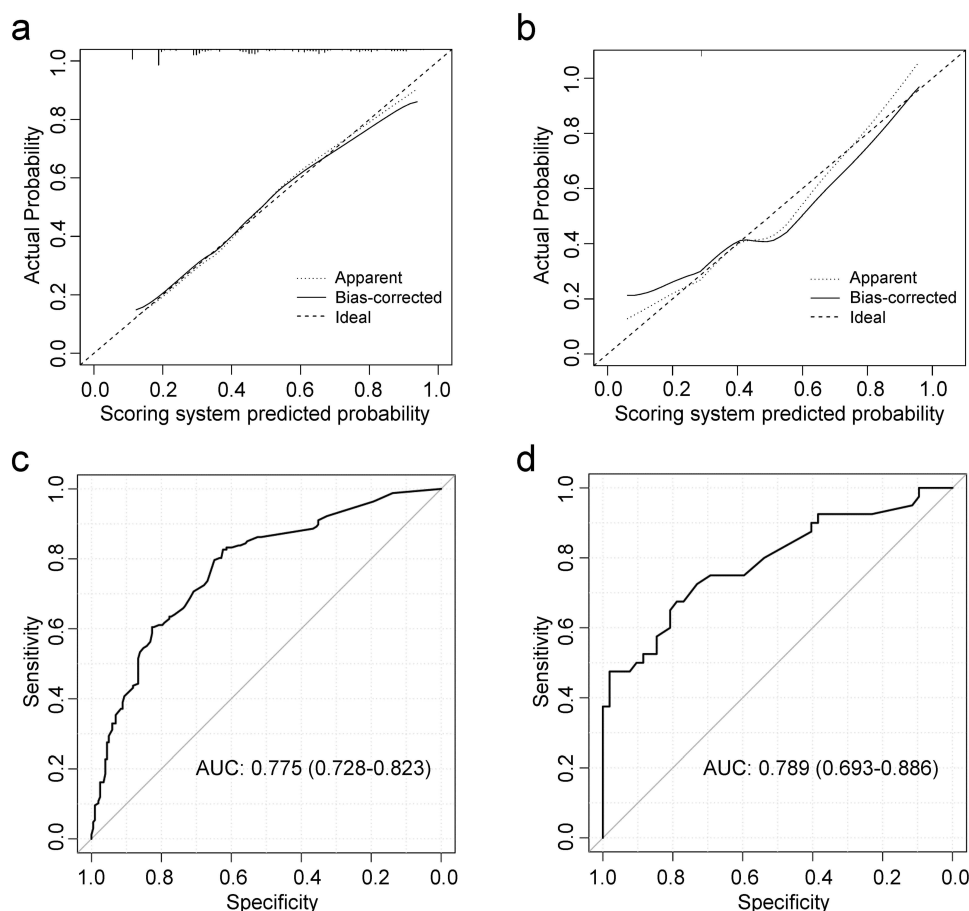 a
Actual Probability
1.0
0.8
0.6
0.4
0.2
0.0
Apparent
Bias-corrected
Ideal
0.0 0.2 0.4 0.6 0.8 1.0
Scoring system predicted probability
b
Actual Probability
1.0
0.8
0.6
0.4
0.2
0.0
Apparent
Bias-corrected
Ideal
0.0 0.2 0.4 0.6 0.8 1.0
Scoring system predicted probability
c
Sensitivity
1.0
0.8
0.6
0.4
0.2
0.0
AUC: 0.775 (0.728-0.823)
1.0 0.8 0.6 0.4 0.2 0.0
Specificity
d
Sensitivity
1.0
0.8
0.6
0.4
0.2
0.0
AUC: 0.789 (0.693-0.886)
1.0 0.8 0.6 0.4 0.2 0.0
Specificity